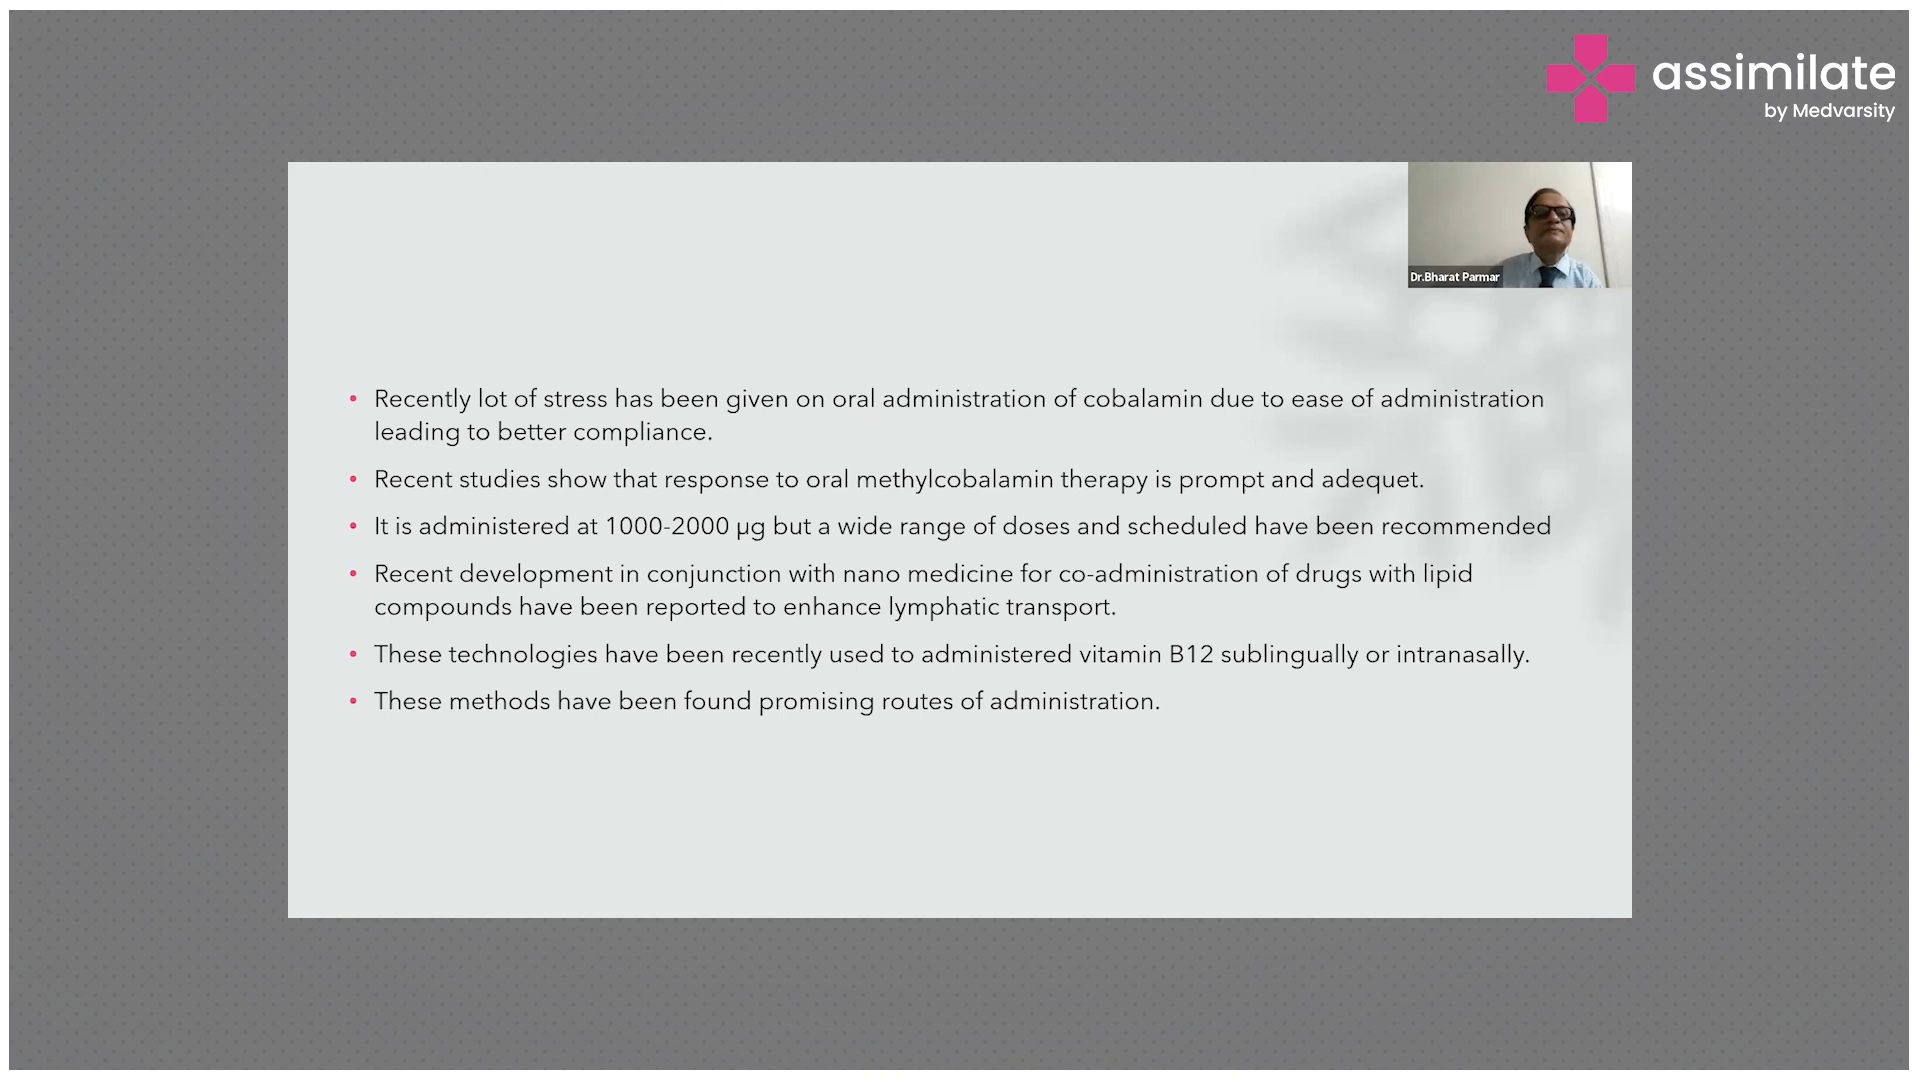 assimilate
by Medvarsity
Dr.Bharat Parmar
• Recently lot of stress has been given on oral administration of cobalamin due to ease of administration
leading to better compliance.
• Recent studies show that response to oral methylcobalamin therapy is prompt and adequet.
• It is administered at 1000-2000 µg but a wide range of doses and scheduled have been recommended
• Recent development in conjunction with nano medicine for co-administration of drugs with lipid
compounds have been reported to enhance lymphatic transport.
• These technologies have been recently used to administered vitamin B12 sublingually or intranasally.
• These methods have been found promising routes of administration.